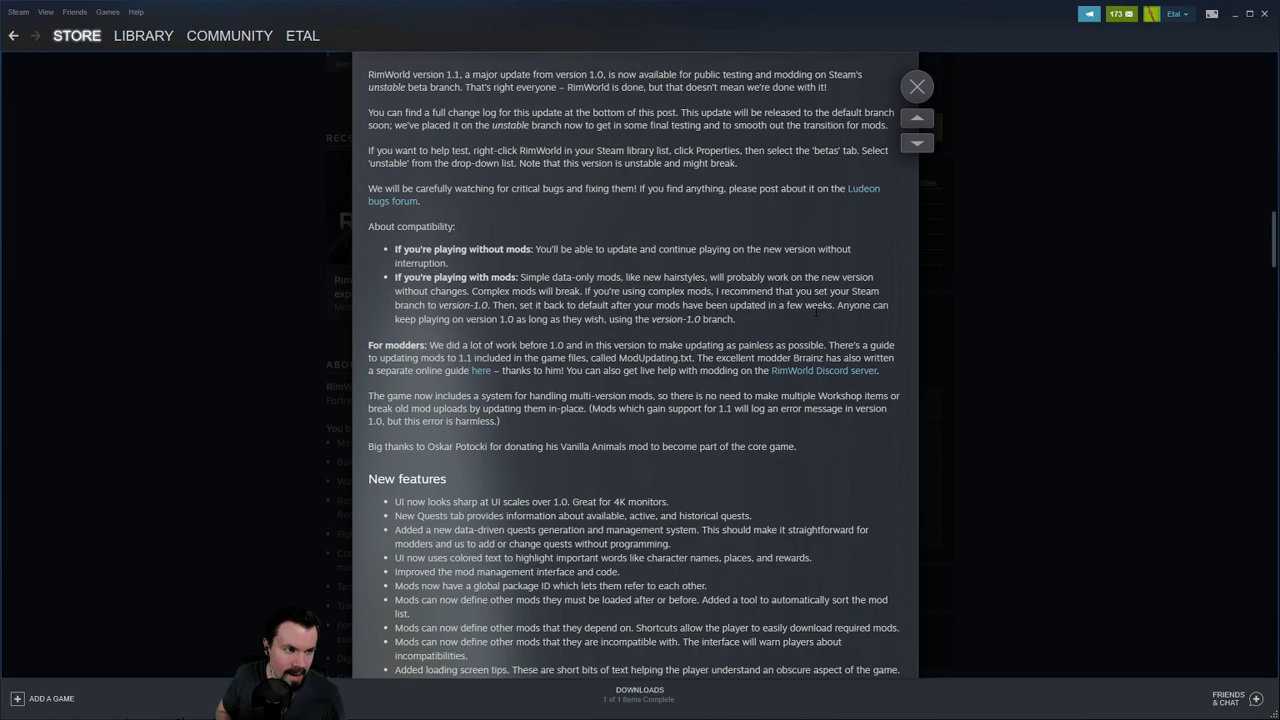 Steam View Friends Games Help
173 Etal
STORE LIBRARY COMMUNITY ETAL
RimWorld version 1.1, a major update from version 1.0, is now available for public testing and modding on Steam's
unstable beta branch. That's right everyone – RimWorld is done, but that doesn't mean we're done with it!
You can find a full change log for this update at the bottom of this post. This update will be released to the default branch
soon; we've placed it on the unstable branch now to get in some final testing and to smooth out the transition for mods.
If you want to help test, right-click RimWorld in your Steam library list, click Properties, then select the 'betas' tab. Select
'unstable' from the drop-down list. Note that this version is unstable and might break.
We will be carefully watching for critical bugs and fixing them! If you find anything, please post about it on the Ludeon
bugs forum.
About compatibility:
• If you're playing without mods: You'll be able to update and continue playing on the new version without
interruption.
• If you're playing with mods: Simple data-only mods, like new hairstyles, will probably work on the new version
without changes. Complex mods will break. If you're using complex mods, I recommend that you set your Steam
branch to version-1.0. Then, set it back to default after your mods have been updated in a few weeks. Anyone can
keep playing on version 1.0 as long as they wish, using the version-1.0 branch.
For modders: We did a lot of work before 1.0 and in this version to make updating as painless as possible. There's a guide
to updating mods to 1.1 included in the game files, called ModUpdating.txt. The excellent modder Brrainz has also written
a separate online guide here – thanks to him! You can also get live help with modding on the RimWorld Discord server.
The game now includes a system for handling multi-version mods, so there is no need to make multiple Workshop items or
break old mod uploads by updating them in-place. (Mods which gain support for 1.1 will log an error message in version
1.0, but this error is harmless.)
Big thanks to Oskar Potocki for donating his Vanilla Animals mod to become part of the core game.
New features
• UI now looks sharp at UI scales over 1.0. Great for 4K monitors.
• New Quests tab provides information about available, active, and historical quests.
• Added a new data-driven quests generation and management system. This should make it straightforward for
modders and us to add or change quests without programming.
• UI now uses colored text to highlight important words like character names, places, and rewards.
• Improved the mod management interface and code.
• Mods now have a global package ID which lets them refer to each other.
• Mods can now define other mods they must be loaded after or before. Added a tool to automatically sort the mod
list.
• Mods can now define other mods that they depend on. Shortcuts allow the player to easily download required mods.
• Mods can now define other mods that they are incompatible with. The interface will warn players about
incompatibilities.
• Added loading screen tips. These are short bits of text helping the player understand an obscure aspect of the game.
ADD A GAME
DOWNLOADS
1 of 1 Items Complete
FRIENDS
& CHAT